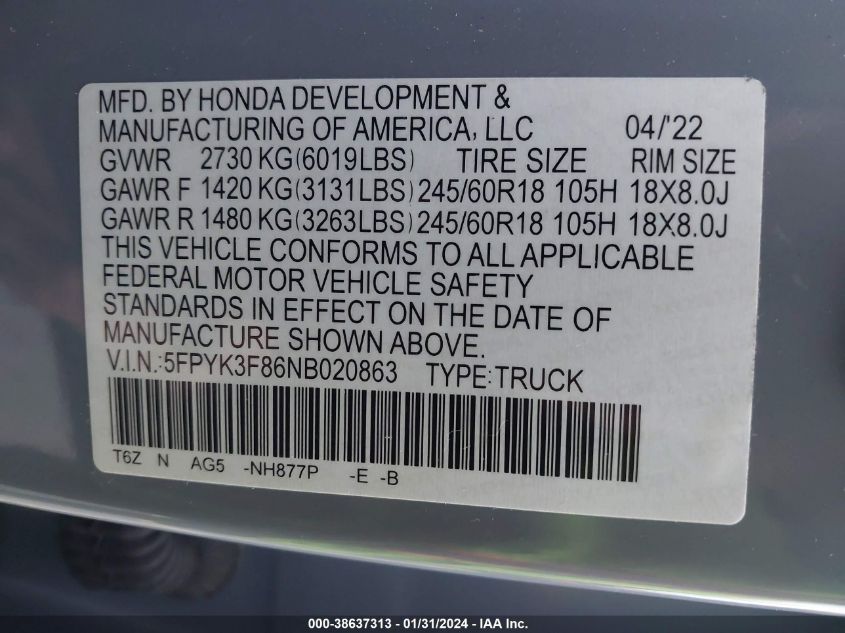 MFD. BY HONDA DEVELOPMENT &
MANUFACTURING OF AMERICA, LLC 04/'22
GVWR 2730 KG(6019LBS) TIRE SIZE RIM SIZE
GAWR F 1420 KG(3131LBS) 245/60R18 105H 18X8.0J
GAWR R 1480 KG(3263LBS) 245/60R18 105H 18X8.0J
THIS VEHICLE CONFORMS TO ALL APPLICABLE
FEDERAL MOTOR VEHICLE SAFETY
STANDARDS IN EFFECT ON THE DATE OF
MANUFACTURE SHOWN ABOVE.
V.I.N.:5FPYK3F86NB020863 TYPE:TRUCK
T6Z N AG5 -NH877P -E -B
000-38637313 - 01/31/2024 - IAA Inc.